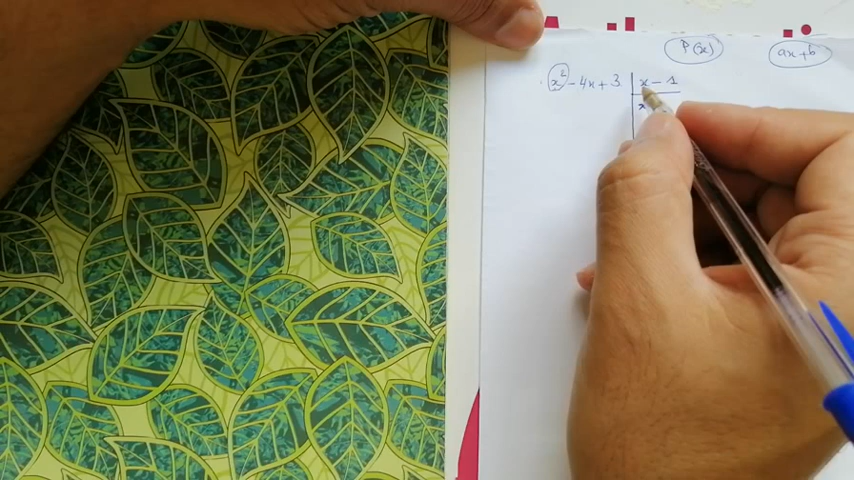 P(x) ax+b
x² - 4x + 3 | x - 1
x